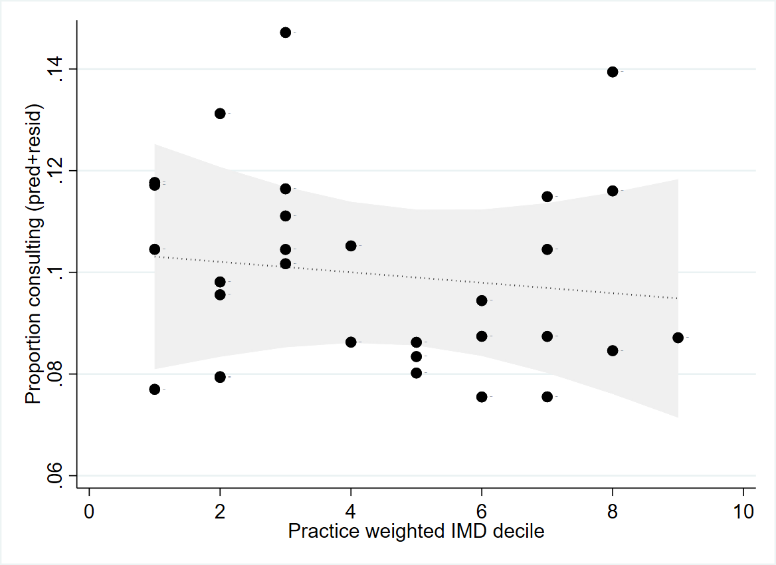 Proportion consulting (pred+resid)
.14
.12
.1
.08
.06
0 2 4 6 8 10
Practice weighted IMD decile